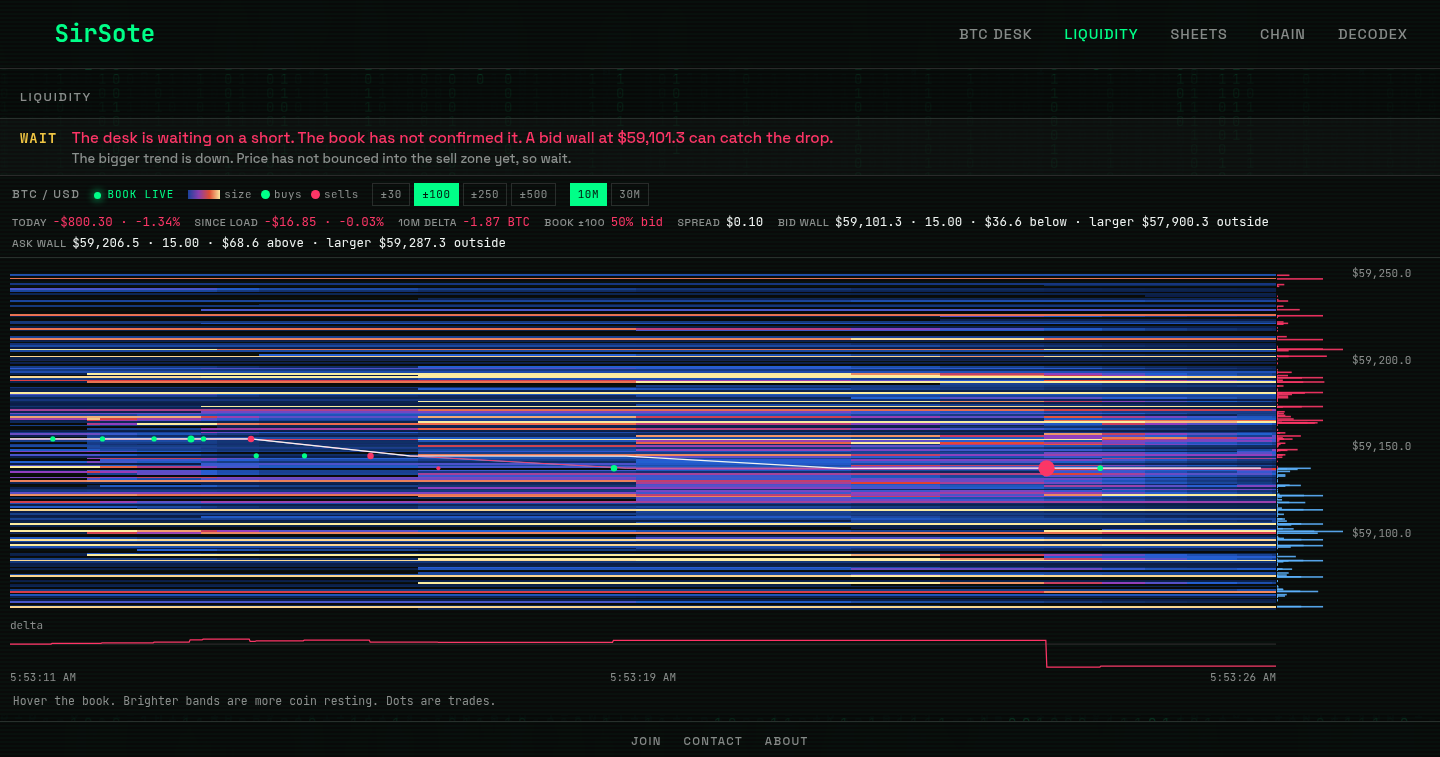 SirSote
BTC DESK LIQUIDITY SHEETS CHAIN DECODEX
LIQUIDITY
WAIT The desk is waiting on a short. The book has not confirmed it. A bid wall at $59,101.3 can catch the drop.
The bigger trend is down. Price has not bounced into the sell zone yet, so wait.
BTC / USD BOOK LIVE size buys sells ±30 ±100 ±250 ±500 10M 30M
TODAY -$800.30 · -1.34% SINCE LOAD -$16.85 · -0.03% 10M DELTA -1.87 BTC BOOK ±100 50% bid SPREAD $0.10 BID WALL $59,101.3 · 15.00 · $36.6 below · larger $57,900.3 outside
ASK WALL $59,206.5 · 15.00 · $68.6 above · larger $59,287.3 outside
$59,250.0
$59,200.0
$59,150.0
$59,100.0
delta
5:53:11 AM 5:53:19 AM 5:53:26 AM
Hover the book. Brighter bands are more coin resting. Dots are trades.
JOIN CONTACT ABOUT